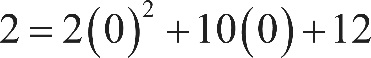 2 = 2(0)² + 10(0) + 12